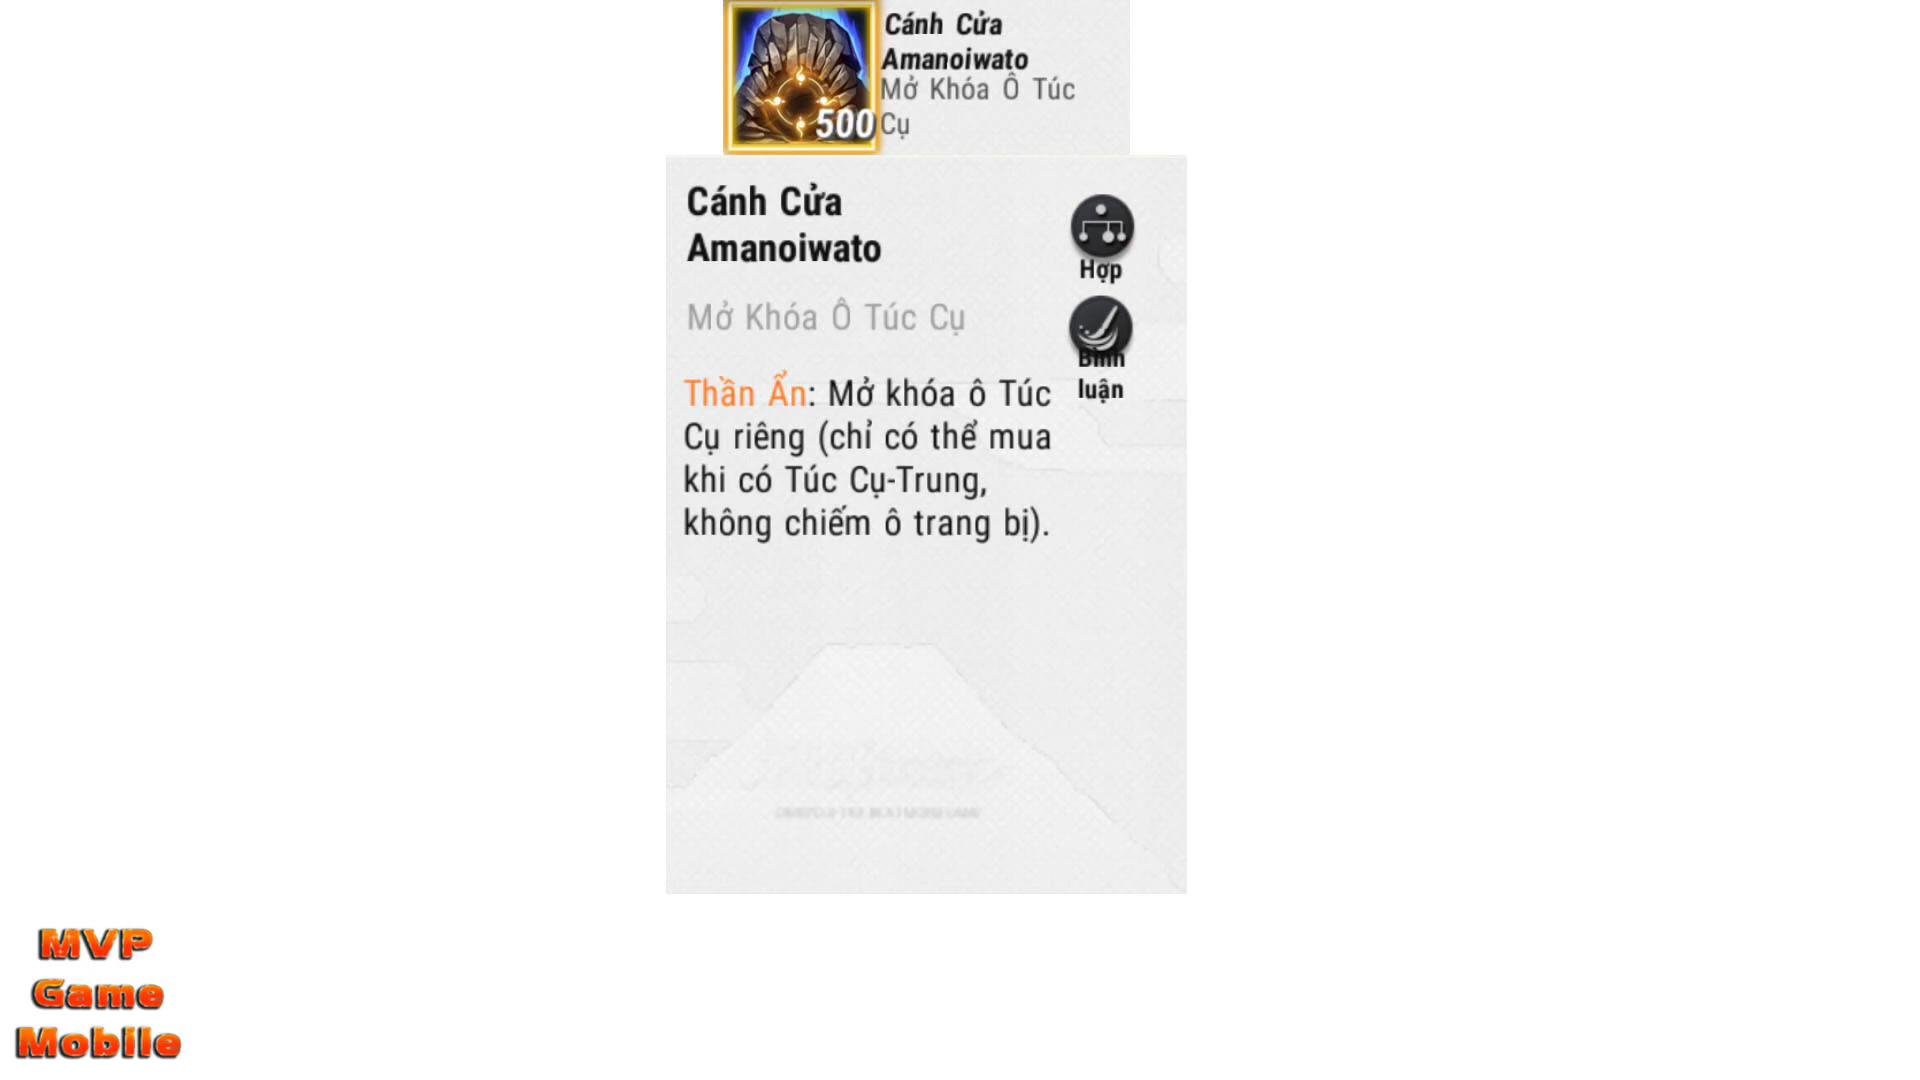 Cánh Cửa
Amanoiwato
Mở Khóa Ô Túc
Cụ
500
Cánh Cửa
Amanoiwato
Hợp
Mở Khóa Ô Túc Cụ
Bình
luận
Thần Ẩn: Mở khóa ô Túc
Cụ riêng (chỉ có thể mua
khi có Túc Cụ-Trung,
không chiếm ô trang bị).
MVP
Game
Mobile